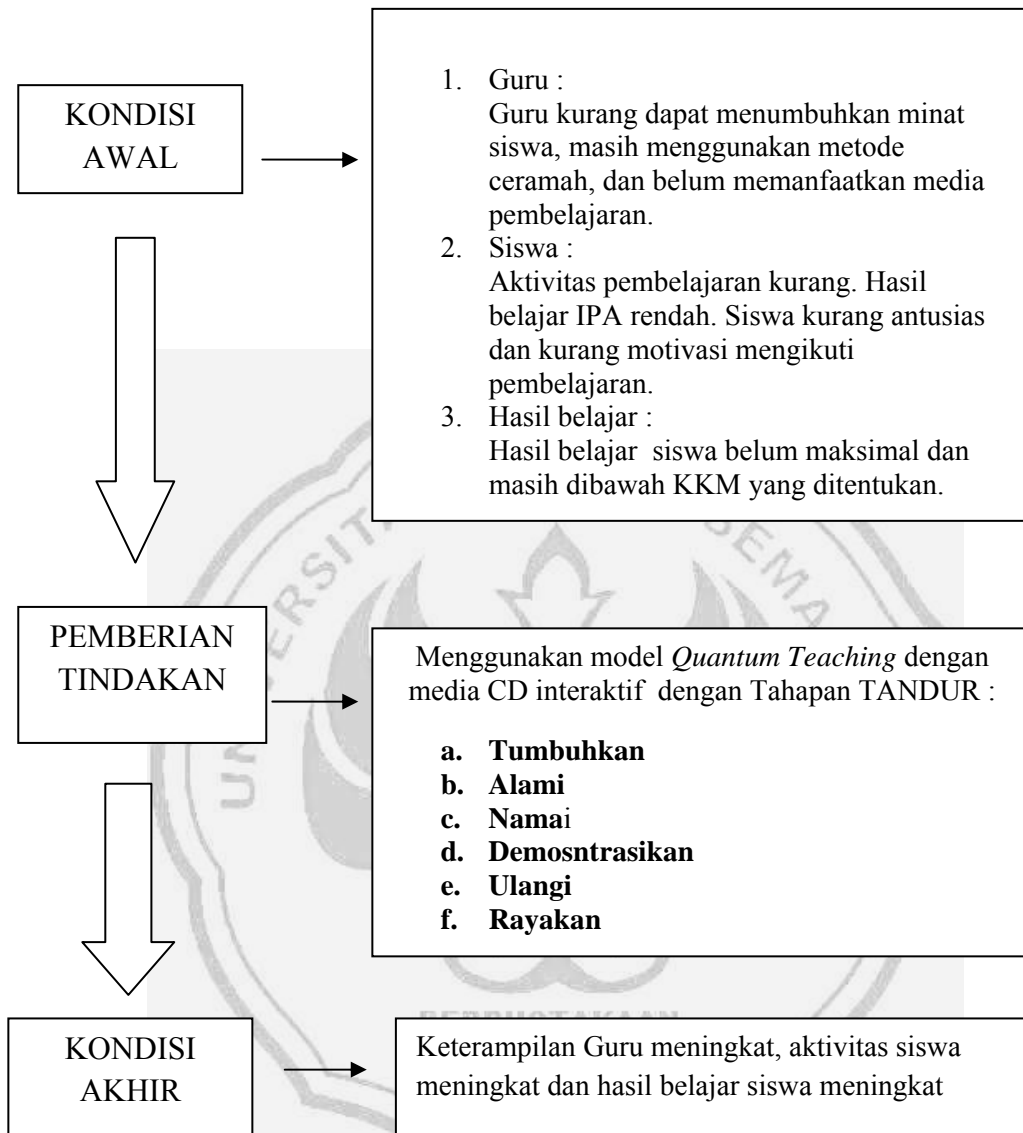 KONDISI
AWAL
1. Guru :
Guru kurang dapat menumbuhkan minat
siswa, masih menggunakan metode
ceramah, dan belum memanfaatkan media
pembelajaran.
2. Siswa :
Aktivitas pembelajaran kurang. Hasil
belajar IPA rendah. Siswa kurang antusias
dan kurang motivasi mengikuti
pembelajaran.
3. Hasil belajar :
Hasil belajar siswa belum maksimal dan
masih dibawah KKM yang ditentukan.
PEMBERIAN
TINDAKAN
Menggunakan model Quantum Teaching dengan
media CD interaktif dengan Tahapan TANDUR :
a. Tumbuhkan
b. Alami
c. Namai
d. Demosntrasikan
e. Ulangi
f. Rayakan
KONDISI
AKHIR
Keterampilan Guru meningkat, aktivitas siswa
meningkat dan hasil belajar siswa meningkat